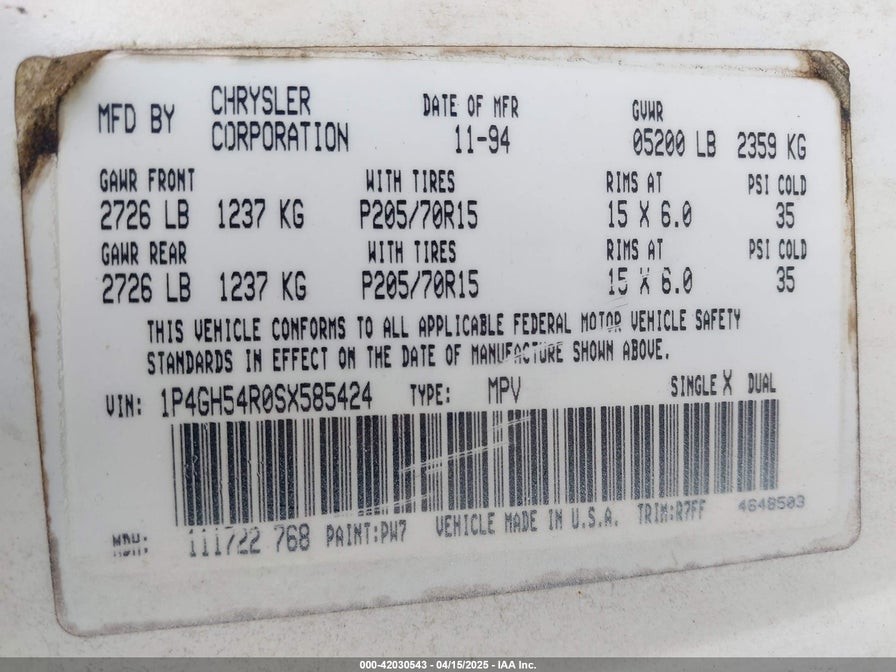 MFD BY CHRYSLER CORPORATION DATE OF MFR 11-94 GVWR 05200 LB 2359 KG
GAWR FRONT WITH TIRES RIMS AT PSI COLD
2726 LB 1237 KG P205/70R15 15 X 6.0 35
GAWR REAR WITH TIRES RIMS AT PSI COLD
2726 LB 1237 KG P205/70R15 15 X 6.0 35
THIS VEHICLE CONFORMS TO ALL APPLICABLE FEDERAL MOTOR VEHICLE SAFETY
STANDARDS IN EFFECT ON THE DATE OF MANUFACTURE SHOWN ABOVE.
VIN: 1P4GH54R0SX585424 TYPE: MPV SINGLE X DUAL
MDH: 111722 768 PAINT:PW7 VEHICLE MADE IN U.S.A. TRIM:R7FF 4648503
000-42030543 - 04/15/2025 - IAA Inc.